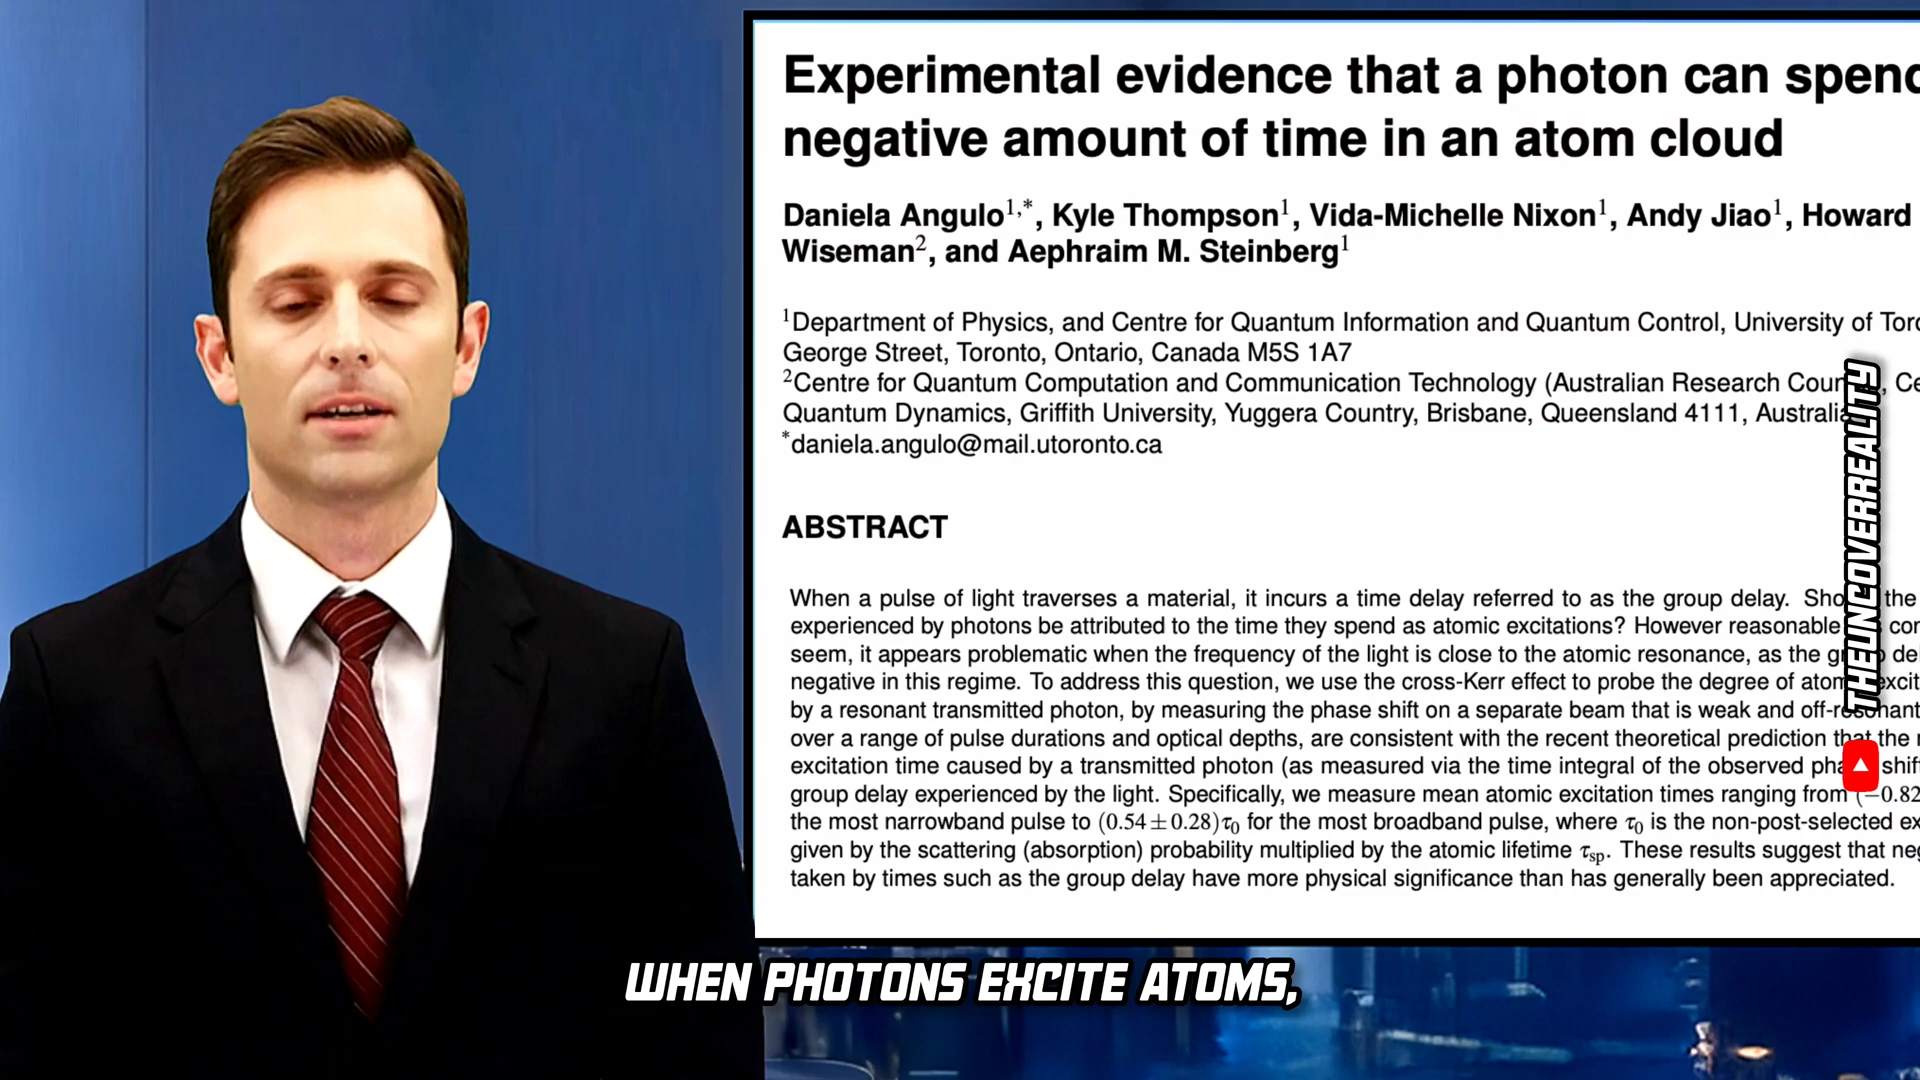 Experimental evidence that a photon can spend
negative amount of time in an atom cloud
Daniela Angulo1,*, Kyle Thompson1, Vida-Michelle Nixon1, Andy Jiao1, Howard
Wiseman2, and Aephraim M. Steinberg1
1Department of Physics, and Centre for Quantum Information and Quantum Control, University of
George Street, Toronto, Ontario, Canada M5S 1A7
2Centre for Quantum Computation and Communication Technology (Australian Research
Quantum Dynamics, Griffith University, Yuggera Country, Brisbane, Queensland 4111, Australia
*daniela.angulo@mail.utoronto.ca
ABSTRACT
When a pulse of light traverses a material, it incurs a time delay referred to as the group delay. the
experienced by photons be attributed to the time they spend as atomic excitations? However reasonable
seem, it appears problematic when the frequency of the light is close to the atomic resonance, as the
negative in this regime. To address this question, we use the cross-Kerr effect to probe the degree of
by a resonant transmitted photon, by measuring the phase shift on a separate beam that is weak and
over a range of pulse durations and optical depths, are consistent with the recent theoretical prediction that the
excitation time caused by a transmitted photon (as measured via the time integral of the observed
group delay experienced by the light. Specifically, we measure mean atomic excitation times ranging from (−0.82
the most narrowband pulse to (0.54±0.28)τ0 for the most broadband pulse, where τ0 is the non-post-selected
given by the scattering (absorption) probability multiplied by the atomic lifetime τsp. These results suggest that
taken by times such as the group delay have more physical significance than has generally been appreciated.
THEUNCOVERREALITY
WHEN PHOTONS EXCITE ATOMS,